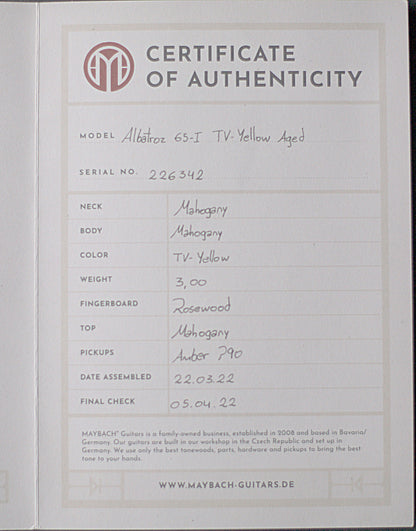 CERTIFICATE
OF AUTHENTICITY
MODEL Albatroz 65-I TV-Yellow Aged
SERIAL NO. 226342
NECK Mahogany
BODY Mahogany
COLOR TV-Yellow
WEIGHT 3,00
FINGERBOARD Rosewood
TOP Mahogany
PICKUPS Amber P90
DATE ASSEMBLED 22.03.22
FINAL CHECK 05.04.22
MAYBACH® Guitars is a family-owned business, established in 2008 and based in Bavaria/
Germany. Our guitars are built in our workshop in the Czech Republic and set up in
Germany. We use only the best tonewoods, parts, hardware and pickups to bring the best
tone to your hands.
WWW.MAYBACH-GUITARS.DE